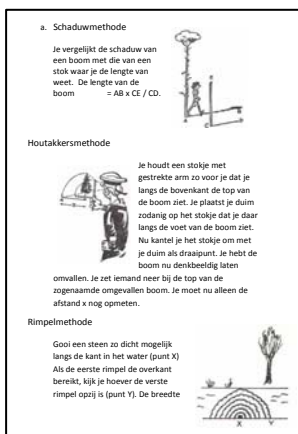 a. Schaduwmethode
Je vergelijkt de schaduw van
een boom met die van een
stok waar je de lengte van
weet. De lengte van de
boom = AB x CE / CD.
Houtakkersmethode
Je houdt een stokje met
gestrekte arm zo voor je dat je
langs de bovenkant de top van
de boom ziet. Je plaatst je duim
zodanig op het stokje dat je daar
langs de voet van de boom ziet.
Nu kantel je het stokje om met
je duim als draaipunt. Je hebt de
boom nu denkbeeldig laten
omvallen. Je zet iemand neer bij de top van de
zogenaamde omgevallen boom. Je moet nu alleen de
afstand x nog opmeten.
Rimpelmethode
Gooi een steen zo dicht mogelijk
langs de kant in het water (punt X)
Als de eerste rimpel de overkant
bereikt, kijk je hoever de verste
rimpel opzij is (punt Y). De breedte
X Y